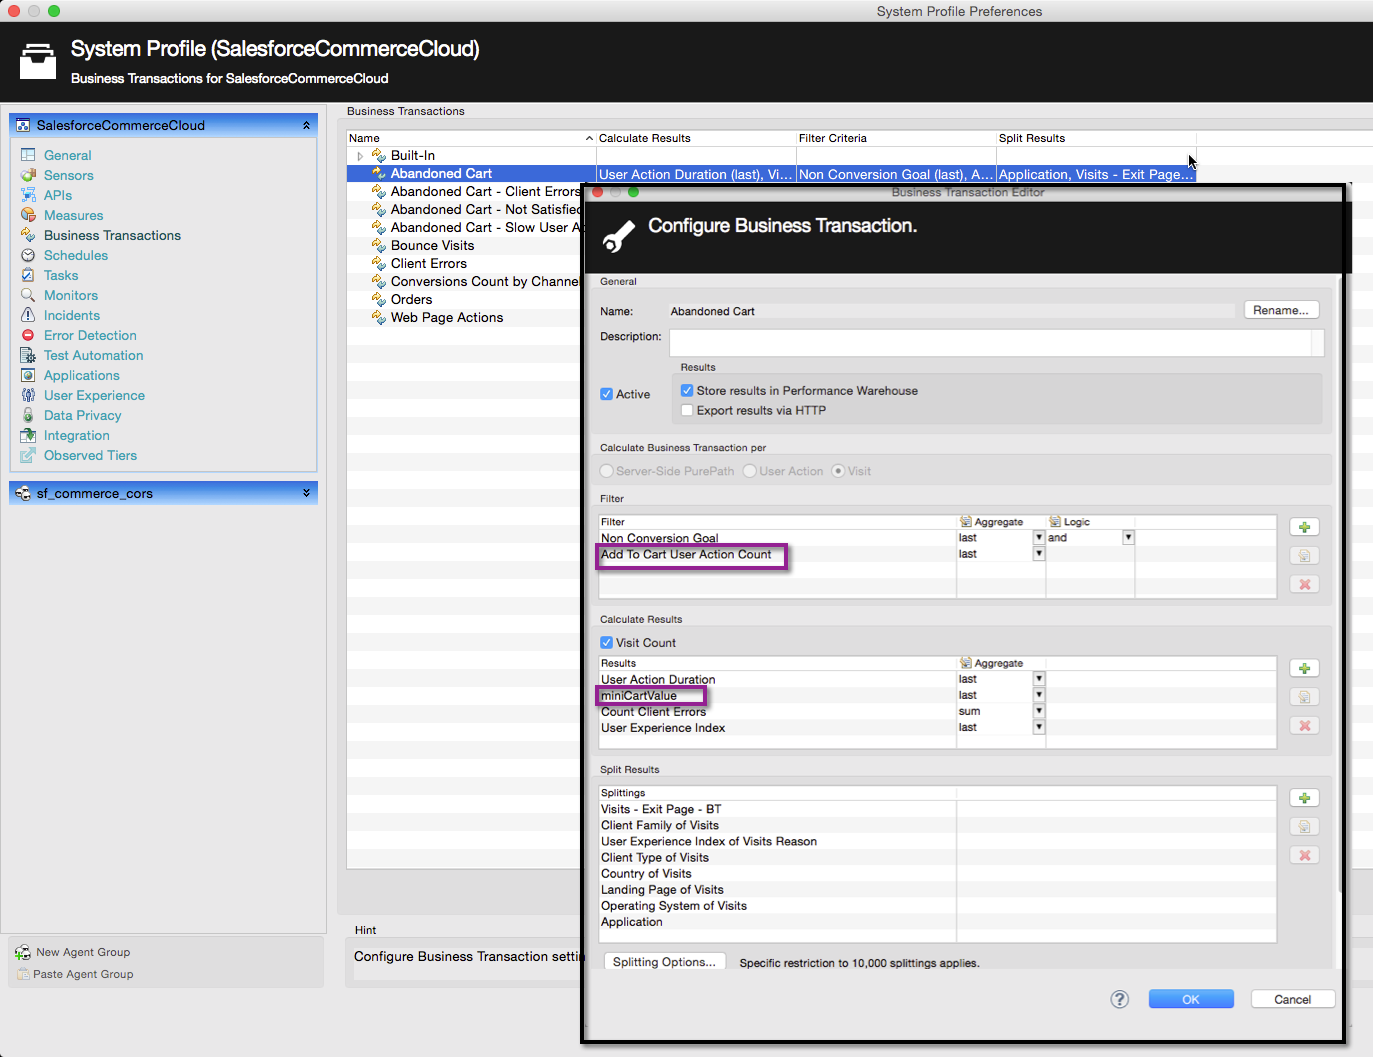 System Profile Preferences
System Profile (SalesforceCommerceCloud)
Business Transactions for SalesforceCommerceCloud
SalesforceCommerceCloud
General
Sensors
APIs
Measures
Business Transactions
Schedules
Tasks
Monitors
Incidents
Error Detection
Test Automation
Applications
User Experience
Data Privacy
Integration
Observed Tiers
sf_commerce_cors
New Agent Group
Paste Agent Group
Business Transactions
Name Calculate Results Filter Criteria Split Results
Built-In
Abandoned Cart User Action Duration (last), Vi... Non Conversion Goal (last), A... Application, Visits - Exit Page...
Abandoned Cart - Client Errors
Abandoned Cart - Not Satisfied
Abandoned Cart - Slow User A
Bounce Visits
Client Errors
Conversions Count by Channel
Orders
Web Page Actions
Hint
Configure Business Transaction settin
Business Transaction Editor
Configure Business Transaction.
General
Name: Abandoned Cart Rename...
Description:
Results
Active
Store results in Performance Warehouse
Export results via HTTP
Calculate Business Transaction per
Server-Side PurePath User Action Visit
Filter
Filter Aggregate Logic
Non Conversion Goal last and
Add To Cart User Action Count last
Calculate Results
Visit Count
Results Aggregate
User Action Duration last
miniCartValue last
Count Client Errors sum
User Experience Index last
Split Results
Splittings
Visits - Exit Page - BT
Client Family of Visits
User Experience Index of Visits Reason
Client Type of Visits
Country of Visits
Landing Page of Visits
Operating System of Visits
Application
Splitting Options... Specific restriction to 10,000 splittings applies.
? OK Cancel